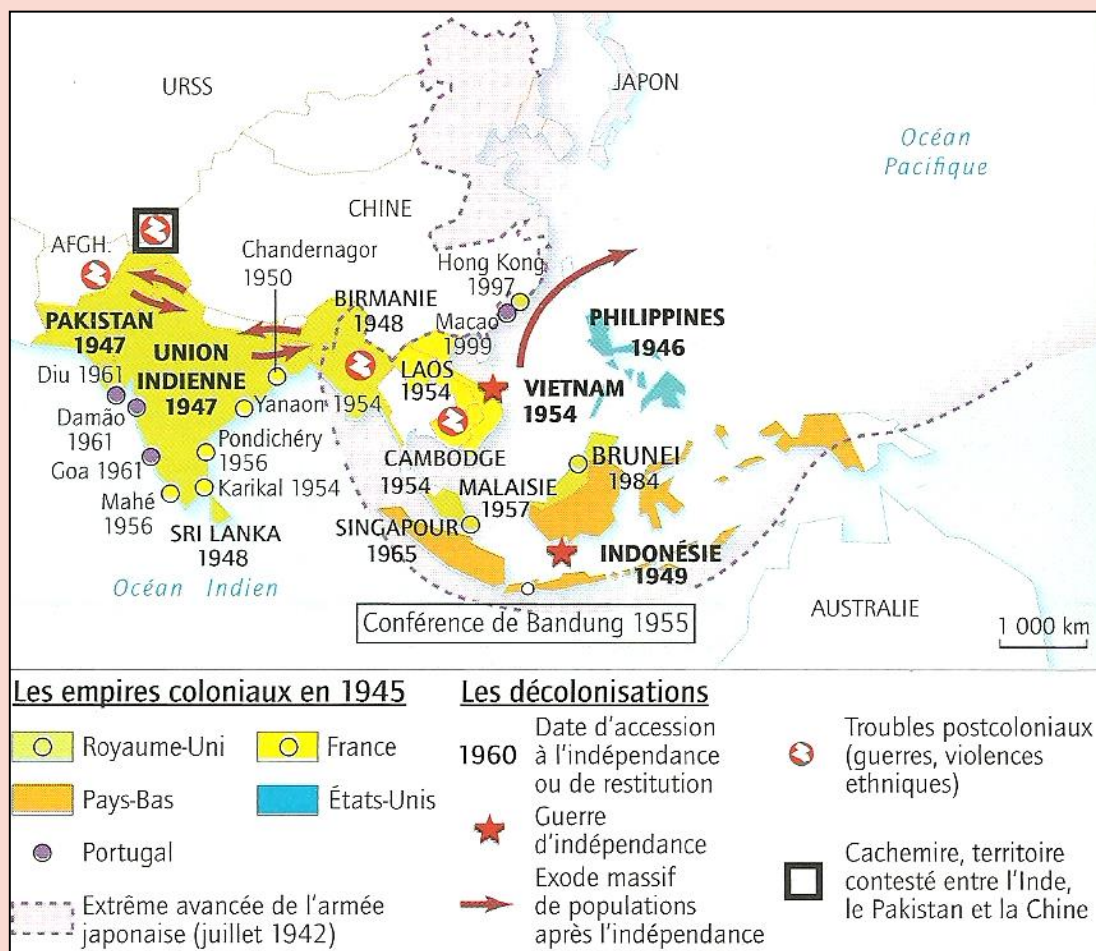 URSS
JAPON
Océan
Pacifique
CHINE
AFGH.
Chandernagor
1950
Hong Kong
1997
BIRMANIE
1948
Macao
1999
PHILIPPINES
1946
PAKISTAN
1947
UNION
INDIENNE
1947
LAOS
1954
VIETNAM
1954
Diu 1961
Damão
1961
Yanaon 1954
Goa 1961
Pondichéry
1956
Mahé
1956
Karikal 1954
CAMBODGE
1954
BRUNEI
1984
MALAISIE
1957
SRI LANKA
1948
SINGAPOUR
1965
INDONÉSIE
1949
Océan Indien
AUSTRALIE
Conférence de Bandung 1955
1 000 km
Les empires coloniaux en 1945
Royaume-Uni
France
Pays-Bas
États-Unis
Portugal
Extrême avancée de l'armée
japonaise (juillet 1942)
Les décolonisations
1960
Date d'accession
à l'indépendance
ou de restitution
Guerre
d'indépendance
Exode massif
de populations
après l'indépendance
Troubles postcoloniaux
(guerres, violences
ethniques)
Cachemire, territoire
contesté entre l'Inde,
le Pakistan et la Chine